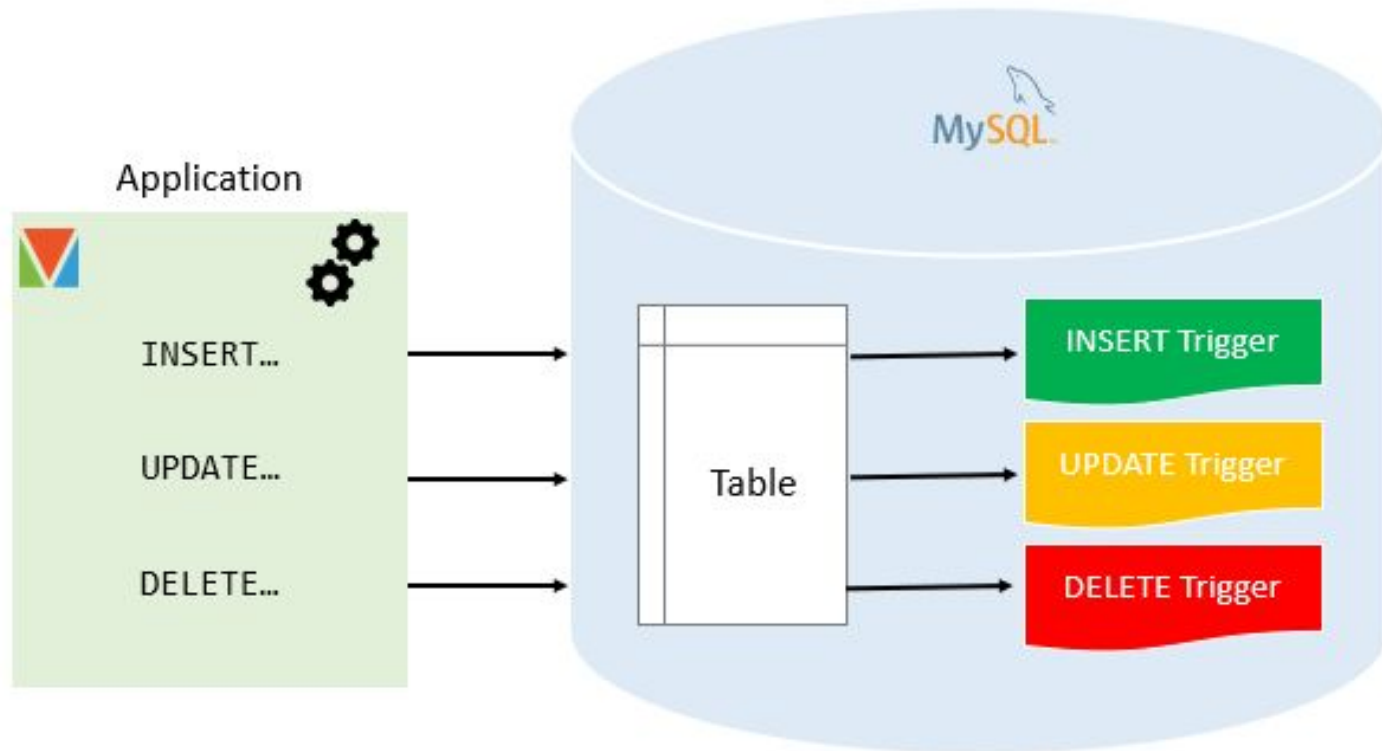 MySQL
Application
INSERT…
INSERT Trigger
UPDATE…
Table
UPDATE Trigger
DELETE…
DELETE Trigger